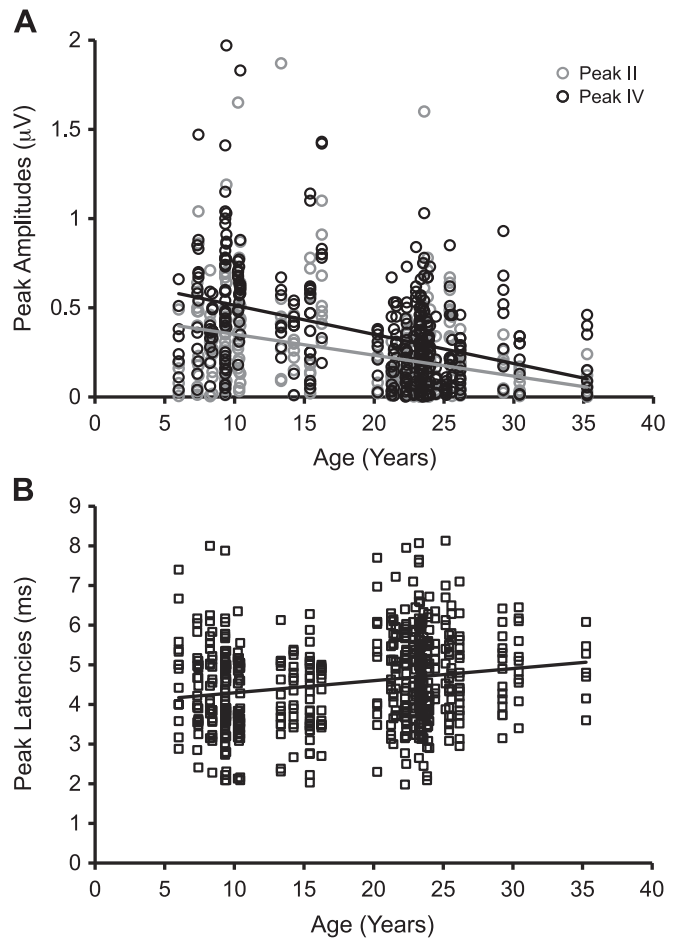 A
2
Peak II
Peak IV
1.5
1
0.5
0
Peak Amplitudes (μV)
0 5 10 15 20 25 30 35 40
Age (Years)
B
9
8
7
6
5
4
3
2
1
0
Peak Latencies (ms)
0 5 10 15 20 25 30 35 40
Age (Years)